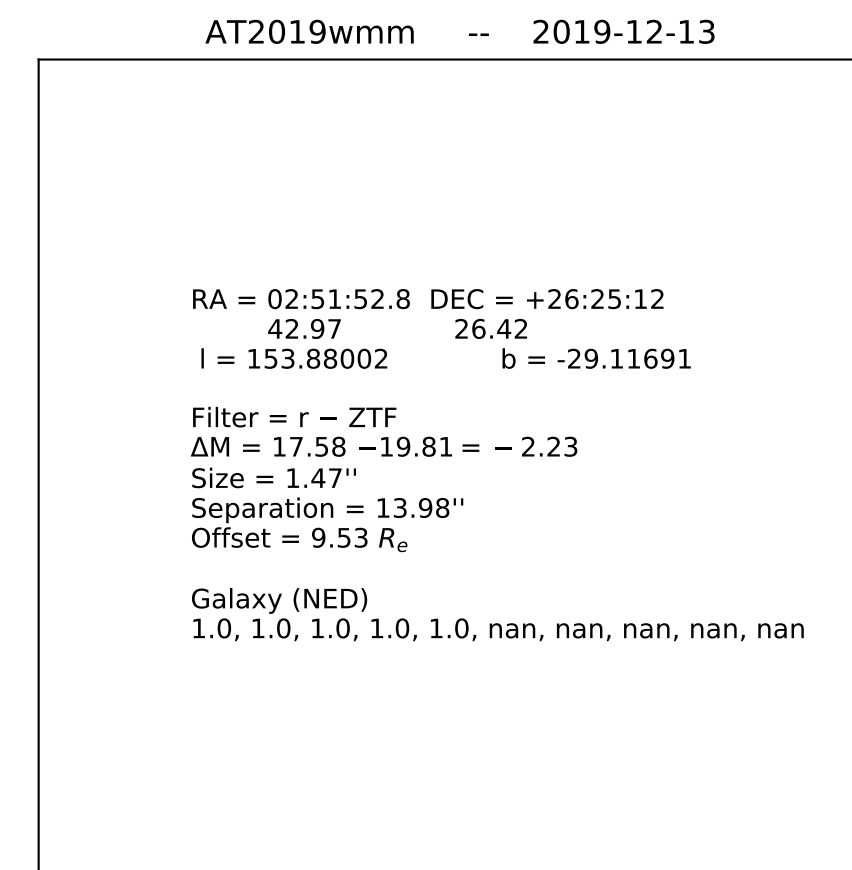 AT2019wmm -- 2019-12-13
RA = 02:51:52.8 DEC = +26:25:12
42.97 26.42
l = 153.88002 b = -29.11691
Filter = r − ZTF
ΔM = 17.58 −19.81 = − 2.23
Size = 1.47''
Separation = 13.98''
Offset = 9.53 Rₑ
Galaxy (NED)
1.0, 1.0, 1.0, 1.0, 1.0, nan, nan, nan, nan, nan